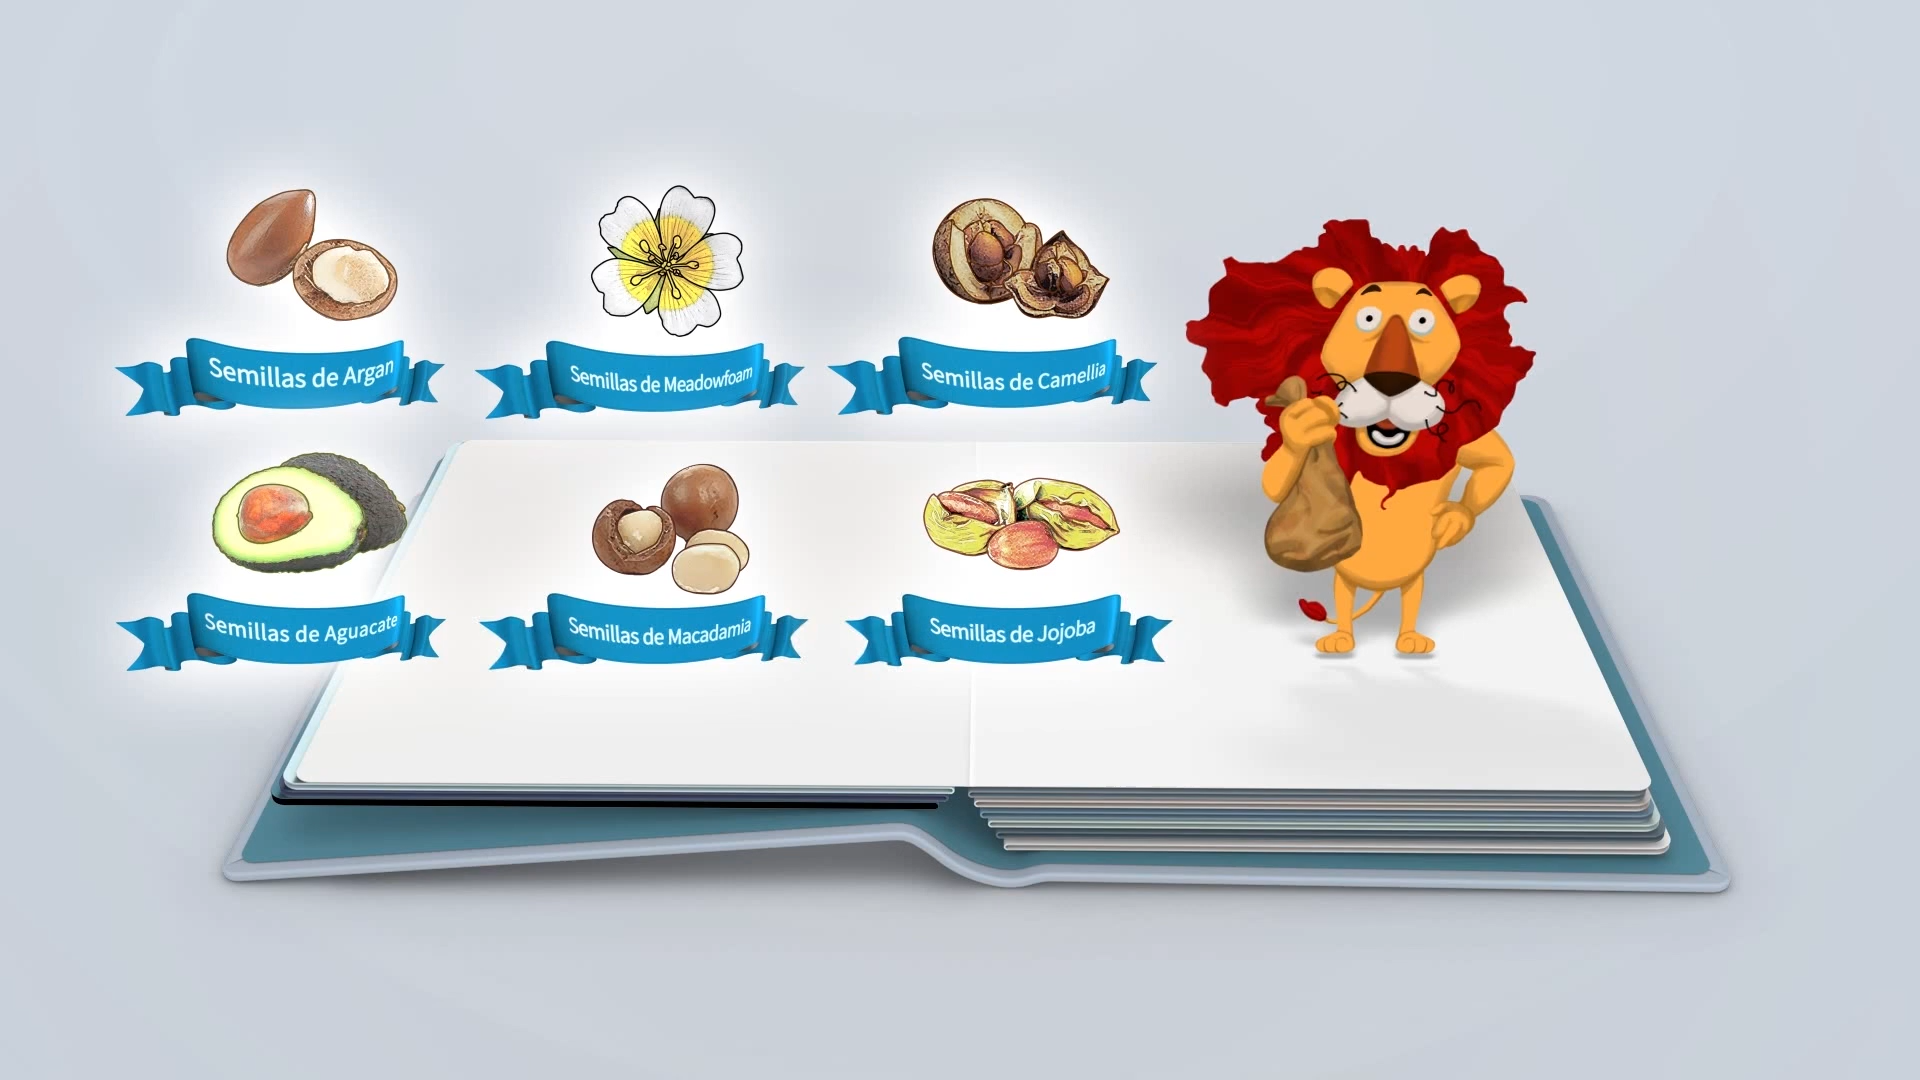 Semillas de Argan
Semillas de Meadowfoam
Semillas de Camellia
Semillas de Aguacate
Semillas de Macadamia
Semillas de Jojoba